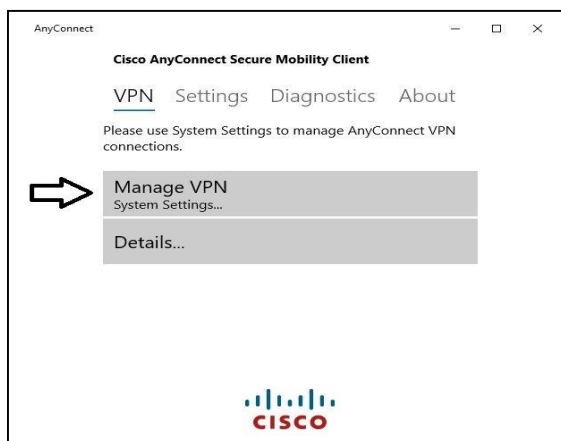 AnyConnect
Cisco AnyConnect Secure Mobility Client
VPN Settings Diagnostics About
Please use System Settings to manage AnyConnect VPN
connections.
Manage VPN
System Settings...
Details...
CISCO